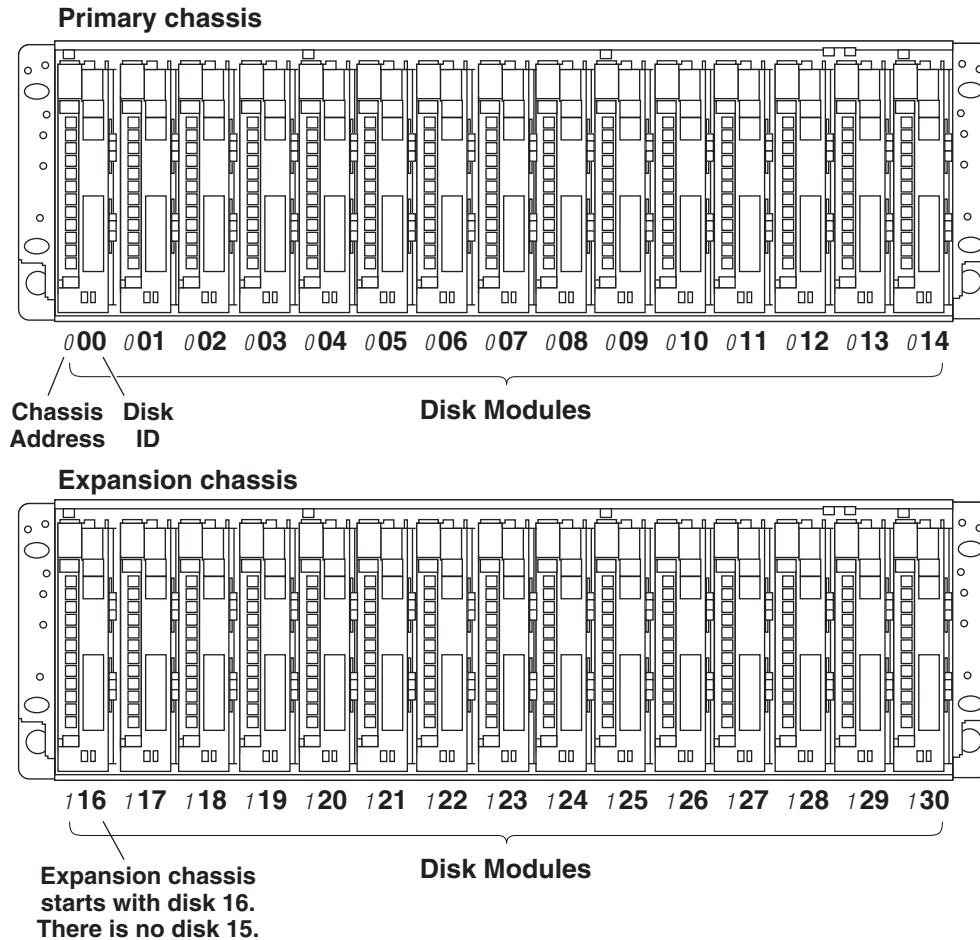 Primary chassis
000 001 002 003 004 005 006 007 008 009 010 011 012 013 014
Chassis Address
Disk ID
Disk Modules
Expansion chassis
116 117 118 119 120 121 122 123 124 125 126 127 128 129 130
Disk Modules
Expansion chassis
starts with disk 16.
There is no disk 15.